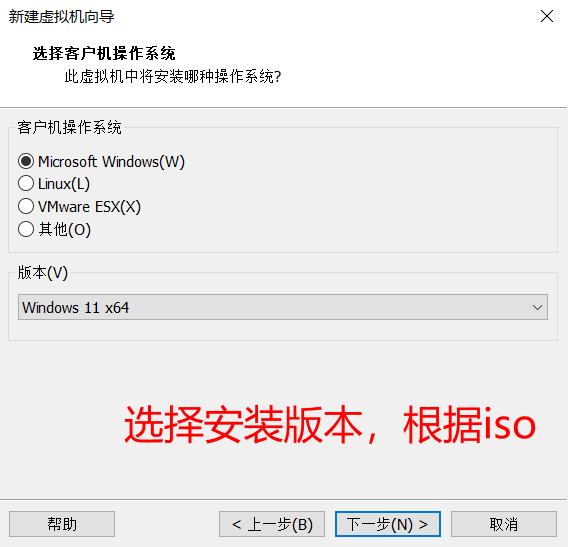 新建虚拟机向导
选择客户机操作系统
此虚拟机中将安装哪种操作系统?
客户机操作系统
Microsoft Windows(W)
Linux(L)
VMware ESX(X)
其他(O)
版本(V)
Windows 11 x64
选择安装版本，根据iso
帮助
< 上一步(B)
下一步(N) >
取消